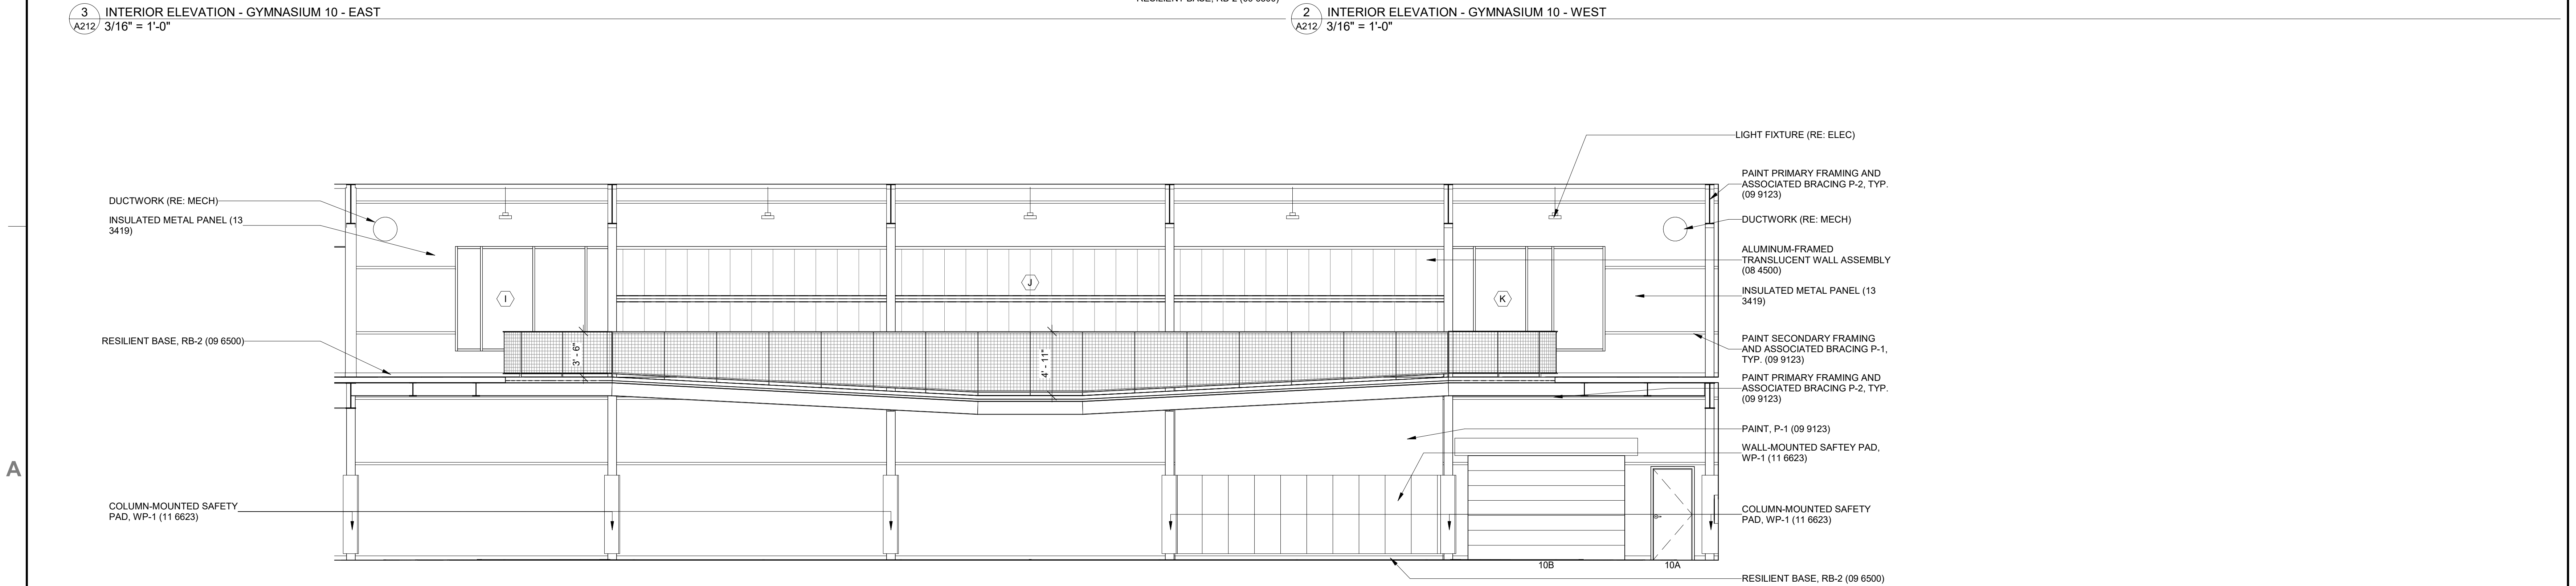 RESILIENT BASE, RB-2 (09 6500)
3 INTERIOR ELEVATION - GYMNASIUM 10 - EAST
A212 3/16" = 1'-0"
2 INTERIOR ELEVATION - GYMNASIUM 10 - WEST
A212 3/16" = 1'-0"
DUCTWORK (RE: MECH)
INSULATED METAL PANEL (13
3419)
RESILIENT BASE, RB-2 (09 6500)
COLUMN-MOUNTED SAFETY
PAD, WP-1 (11 6623)
A
I
J
K
3' - 6"
4' - 11"
10B
10A
LIGHT FIXTURE (RE: ELEC)
PAINT PRIMARY FRAMING AND
ASSOCIATED BRACING P-2, TYP.
(09 9123)
DUCTWORK (RE: MECH)
ALUMINUM-FRAMED
TRANSLUCENT WALL ASSEMBLY
(08 4500)
INSULATED METAL PANEL (13
3419)
PAINT SECONDARY FRAMING
AND ASSOCIATED BRACING P-1,
TYP. (09 9123)
PAINT PRIMARY FRAMING AND
ASSOCIATED BRACING P-2, TYP.
(09 9123)
PAINT, P-1 (09 9123)
WALL-MOUNTED SAFTEY PAD,
WP-1 (11 6623)
COLUMN-MOUNTED SAFETY
PAD, WP-1 (11 6623)
RESILIENT BASE, RB-2 (09 6500)